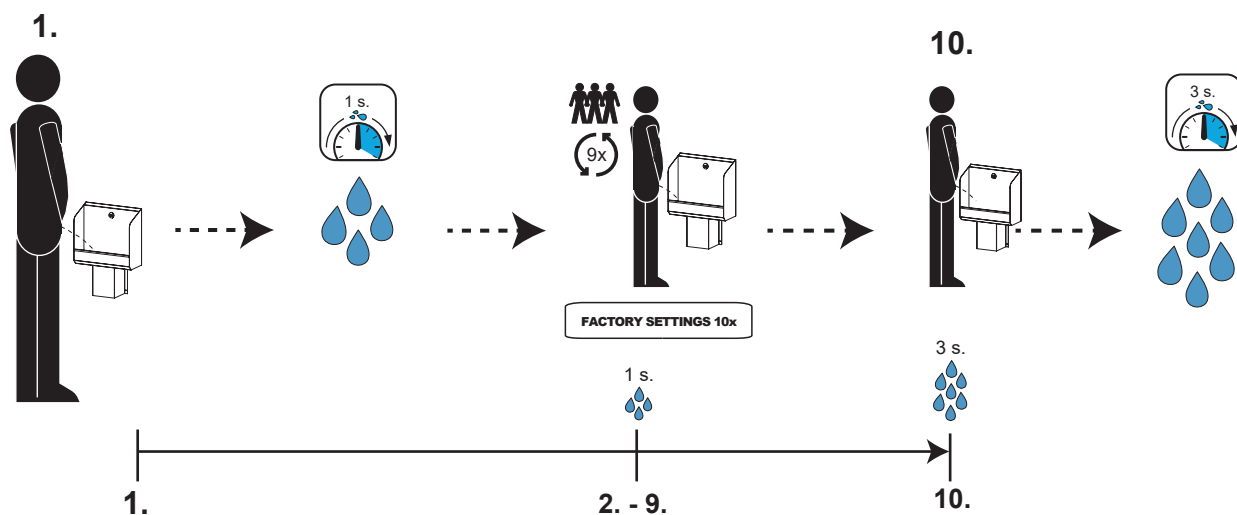 1.
10.
1 s.
3 s.
9x
FACTORY SETTINGS 10x
1 s.
3 s.
1.
2. - 9.
10.